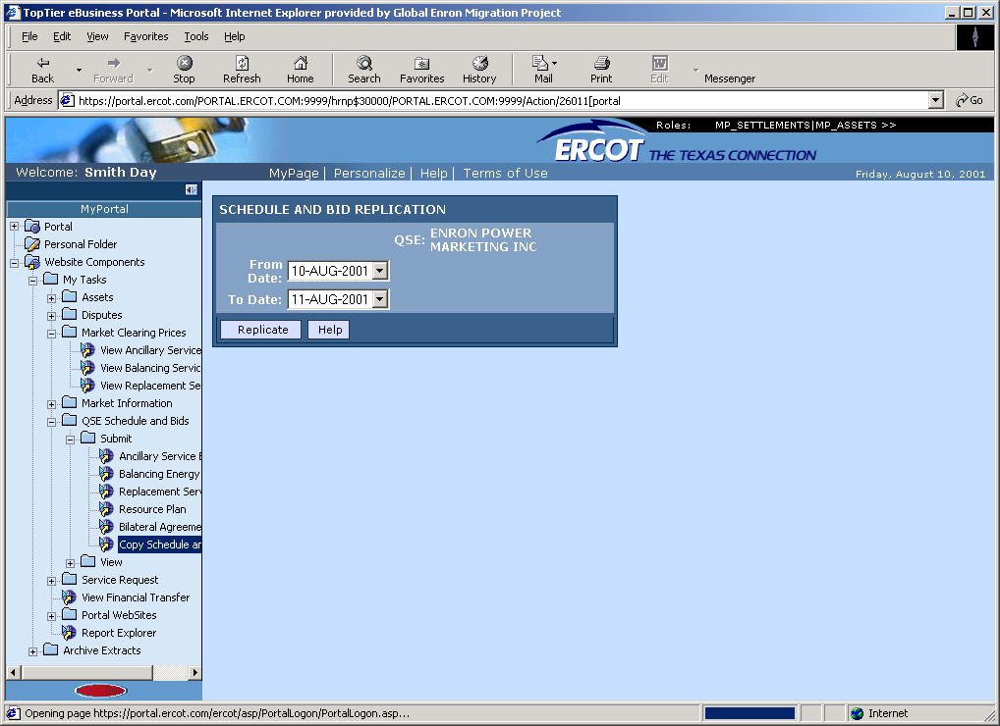 TopTier eBusiness Portal - Microsoft Internet Explorer provided by Global Enron Migration Project
File Edit View Favorites Tools Help
Back Forward Stop Refresh Home Search Favorites History Mail Print Edit Messenger
Address https://portal.ercot.com/PORTAL.ERCOT.COM:9999/hrnp$30000/PORTAL.ERCOT.COM:9999/Action/26011[portal Go
Roles: MP_SETTLEMENTS|MP_ASSETS >>
ERCOT THE TEXAS CONNECTION
Welcome: Smith Day MyPage | Personalize | Help | Terms of Use Friday, August 10, 2001
MyPortal
Portal
Personal Folder
Website Components
My Tasks
Assets
Disputes
Market Clearing Prices
View Ancillary Service
View Balancing Servic
View Replacement Se
Market Information
QSE Schedule and Bids
Submit
Ancillary Service B
Balancing Energy
Replacement Serv
Resource Plan
Bilateral Agreeme
Copy Schedule an
View
Service Request
View Financial Transfer
Portal WebSites
Report Explorer
Archive Extracts
SCHEDULE AND BID REPLICATION
QSE: ENRON POWER
MARKETING INC
From
Date: 10-AUG-2001
To Date: 11-AUG-2001
Replicate Help
Opening page https://portal.ercot.com/ercot/asp/PortalLogon/PortalLogon.asp... Internet